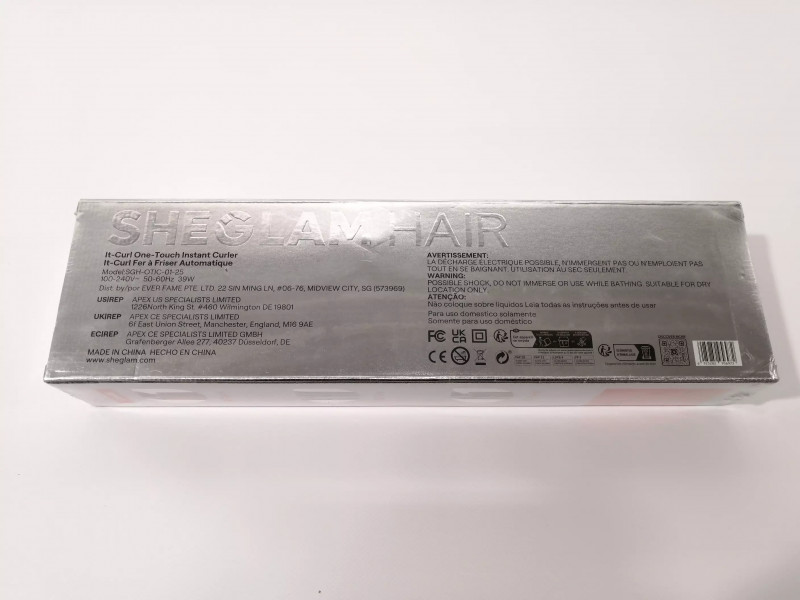 SHEGLAM HAIR
It-Curl One-Touch Instant Curler
It-Curl Fer à Friser Automatique
Model:SGH-OTIC-01-25
100-240V~ 50-60Hz 39W
Dist. by/por EVER FAME PTE. LTD. 22 SIN MING LN, #06-76, MIDVIEW CITY, SG (573969)
US REP APEX US SPECIALISTS LIMITED
1226North King St. #460 Wilmington DE 19801
UK REP APEX CE SPECIALISTS LIMITED
6f East Union Street, Manchester, England, M16 9AE
EC REP APEX CE SPECIALISTS LIMITED GMBH
Grafenberger Allee 277, 40237 Düsseldorf, DE
MADE IN CHINA HECHO EN CHINA
www.sheglam.com
AVERTISSEMENT:
LA DÉCHARGE ÉLECTRIQUE POSSIBLE, N'IMMERGENT PAS OU N'EMPLOIENT PAS
TOUT EN SE BAIGNANT. UTILISATION AU SEC SEULEMENT.
WARNING:
POSSIBLE SHOCK, DO NOT IMMERSE OR USE WHILE BATHING. SUITABLE FOR DRY
LOCATION ONLY.
ATENÇÃO:
Não coloque sobre líquidos Leia todas as instruções antes de usar
Para uso domestico solamente
Somente para uso doméstico.
FC UK CA
CE